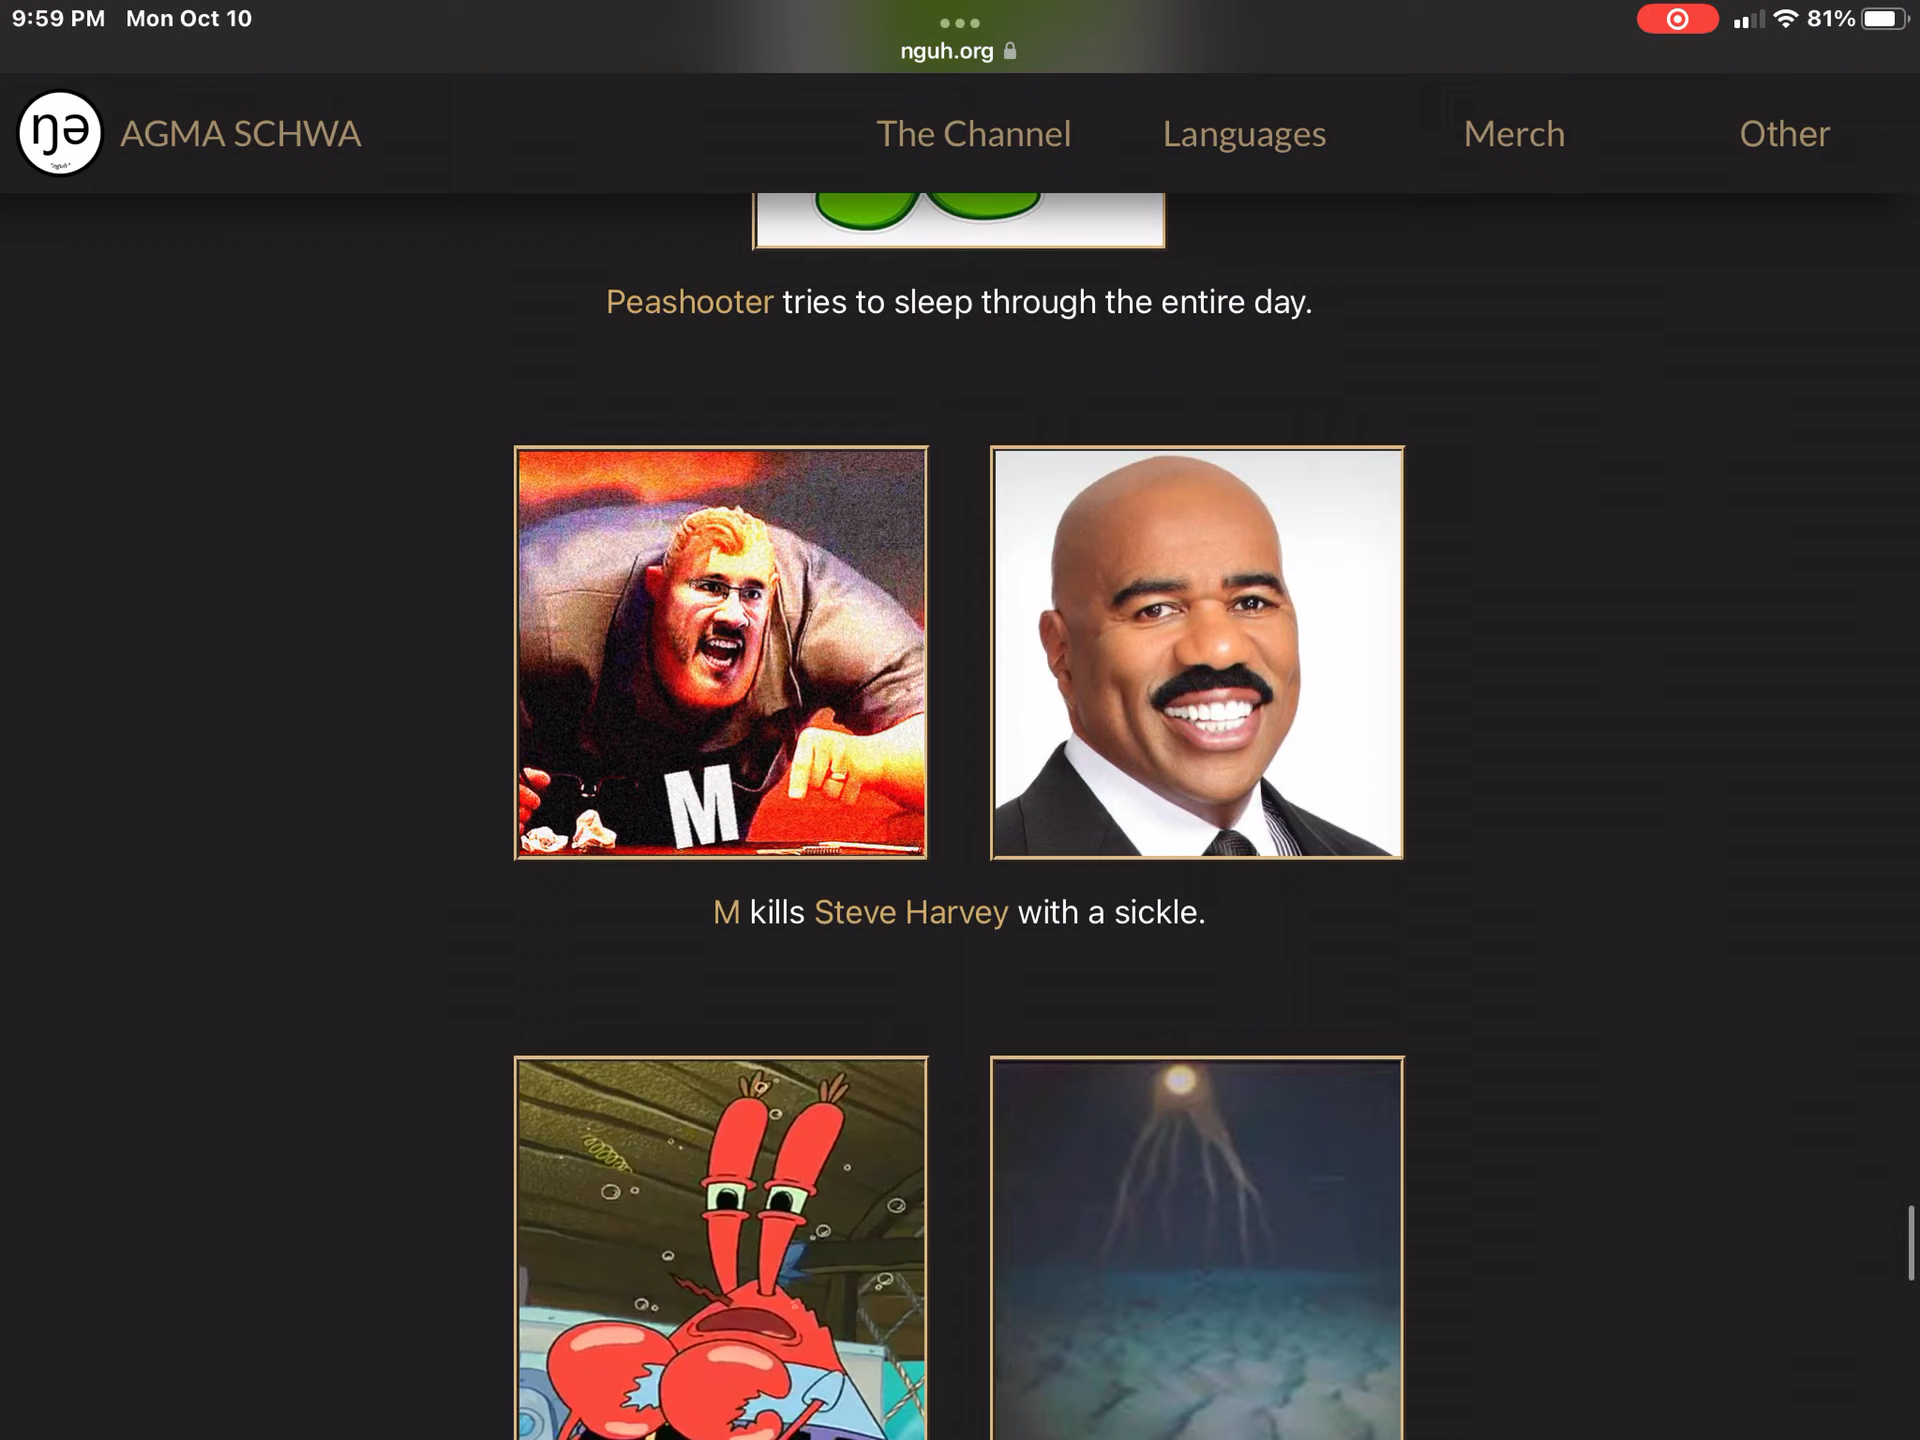 9:59 PM Mon Oct 10
81%
nguh.org
ŋə
"nguh"
AGMA SCHWA
The Channel
Languages
Merch
Other
Peashooter tries to sleep through the entire day.
M
M kills Steve Harvey with a sickle.